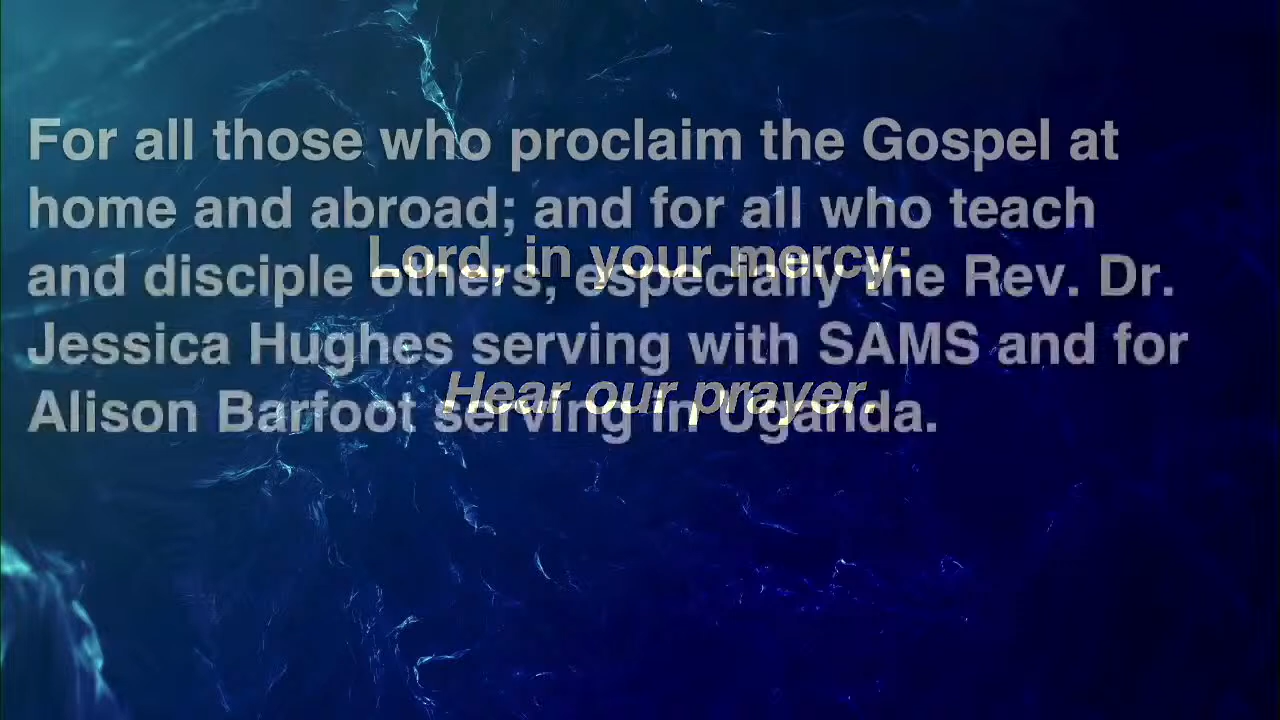 For all those who proclaim the Gospel at
home and abroad; and for all who teach
and disciple others, especially the Rev. Dr.
Jessica Hughes serving with SAMS and for
Alison Barfoot serving in Uganda.
Lord, in your mercy:
Hear our prayer.